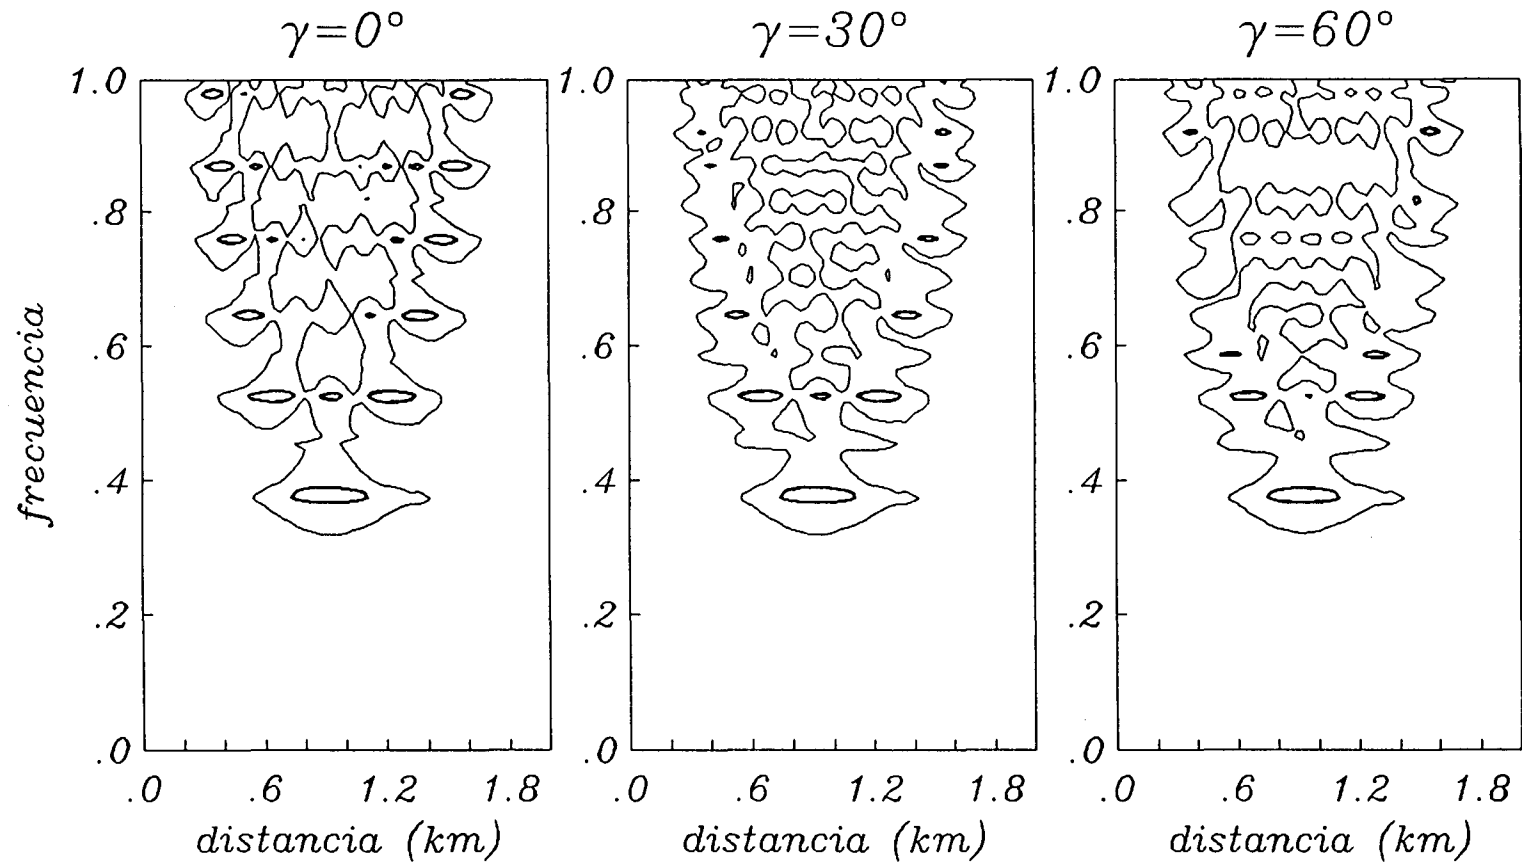 γ=0° γ=30° γ=60°
1.0 1.0 1.0
.8 .8 .8
.6 .6 .6
frecuencia
.4 .4 .4
.2 .2 .2
.0 .0 .0
.0 .6 1.2 1.8 .0 .6 1.2 1.8 .0 .6 1.2 1.8
distancia (km) distancia (km) distancia (km)